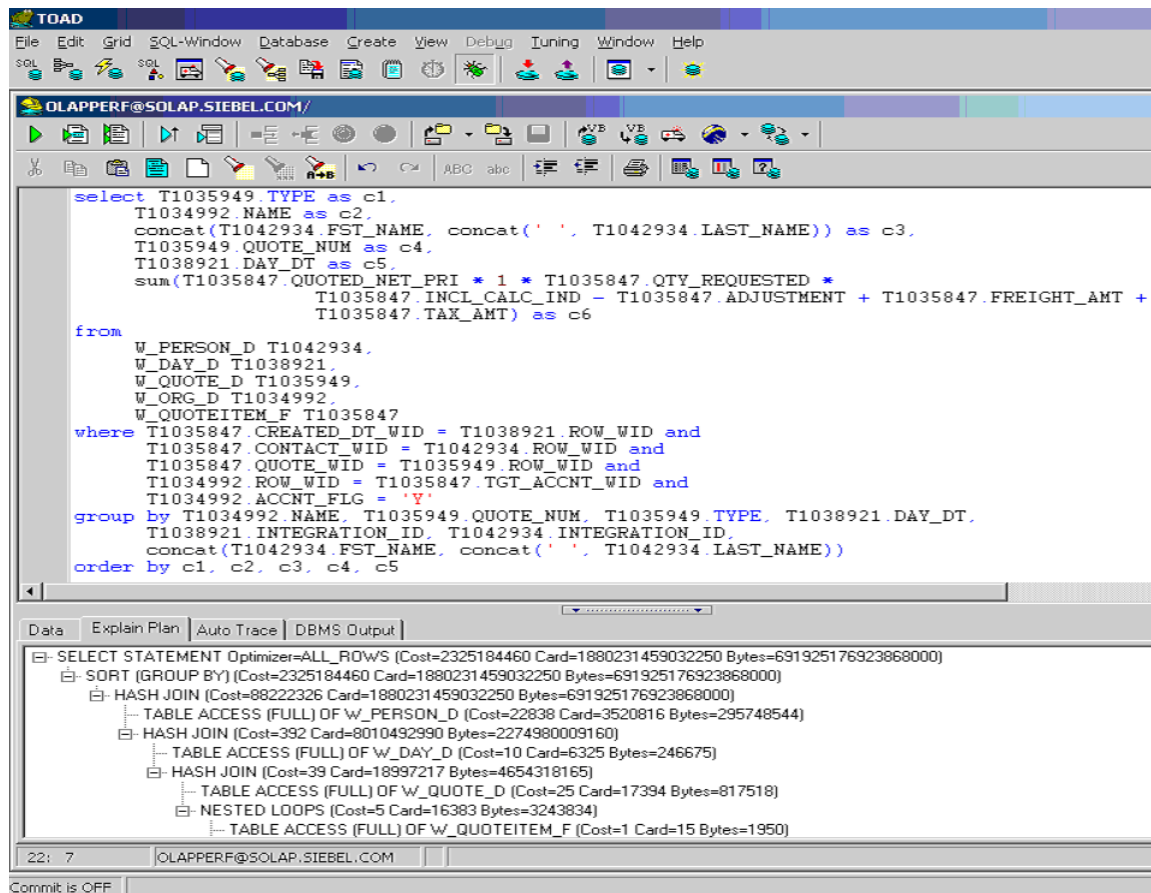 TOAD
File Edit Grid SQL-Window Database Create View Debug Tuning Window Help
SQL SQL
OLAPPERF@SOLAP.SIEBEL.COM/
VB VB
A→B ABC abc
select T1035949.TYPE as c1,
T1034992.NAME as c2,
concat(T1042934.FST_NAME, concat(' ', T1042934.LAST_NAME)) as c3,
T1035949.QUOTE_NUM as c4,
T1038921.DAY_DT as c5,
sum(T1035847.QUOTED_NET_PRI * 1 * T1035847.QTY_REQUESTED *
T1035847.INCL_CALC_IND - T1035847.ADJUSTMENT + T1035847.FREIGHT_AMT +
T1035847.TAX_AMT) as c6
from
W_PERSON_D T1042934,
W_DAY_D T1038921,
W_QUOTE_D T1035949,
W_ORG_D T1034992,
W_QUOTEITEM_F T1035847
where T1035847.CREATED_DT_WID = T1038921.ROW_WID and
T1035847.CONTACT_WID = T1042934.ROW_WID and
T1035847.QUOTE_WID = T1035949.ROW_WID and
T1034992.ROW_WID = T1035847.TGT_ACCNT_WID and
T1034992.ACCNT_FLG = 'Y'
group by T1034992.NAME, T1035949.QUOTE_NUM, T1035949.TYPE, T1038921.DAY_DT,
T1038921.INTEGRATION_ID, T1042934.INTEGRATION_ID,
concat(T1042934.FST_NAME, concat(' ', T1042934.LAST_NAME))
order by c1, c2, c3, c4, c5
Data Explain Plan Auto Trace DBMS Output
SELECT STATEMENT Optimizer=ALL_ROWS (Cost=2325184460 Card=1880231459032250 Bytes=691925176923868000)
SORT (GROUP BY) (Cost=2325184460 Card=1880231459032250 Bytes=691925176923868000)
HASH JOIN (Cost=88222326 Card=1880231459032250 Bytes=691925176923868000)
TABLE ACCESS (FULL) OF W_PERSON_D (Cost=22838 Card=3520816 Bytes=295748544)
HASH JOIN (Cost=392 Card=8010492990 Bytes=2274980009160)
TABLE ACCESS (FULL) OF W_DAY_D (Cost=10 Card=6325 Bytes=246675)
HASH JOIN (Cost=39 Card=18997217 Bytes=4654318165)
TABLE ACCESS (FULL) OF W_QUOTE_D (Cost=25 Card=17394 Bytes=817518)
NESTED LOOPS (Cost=5 Card=16383 Bytes=3243834)
TABLE ACCESS (FULL) OF W_QUOTEITEM_F (Cost=1 Card=15 Bytes=1950)
22: 7 OLAPPERF@SOLAP.SIEBEL.COM
Commit is OFF